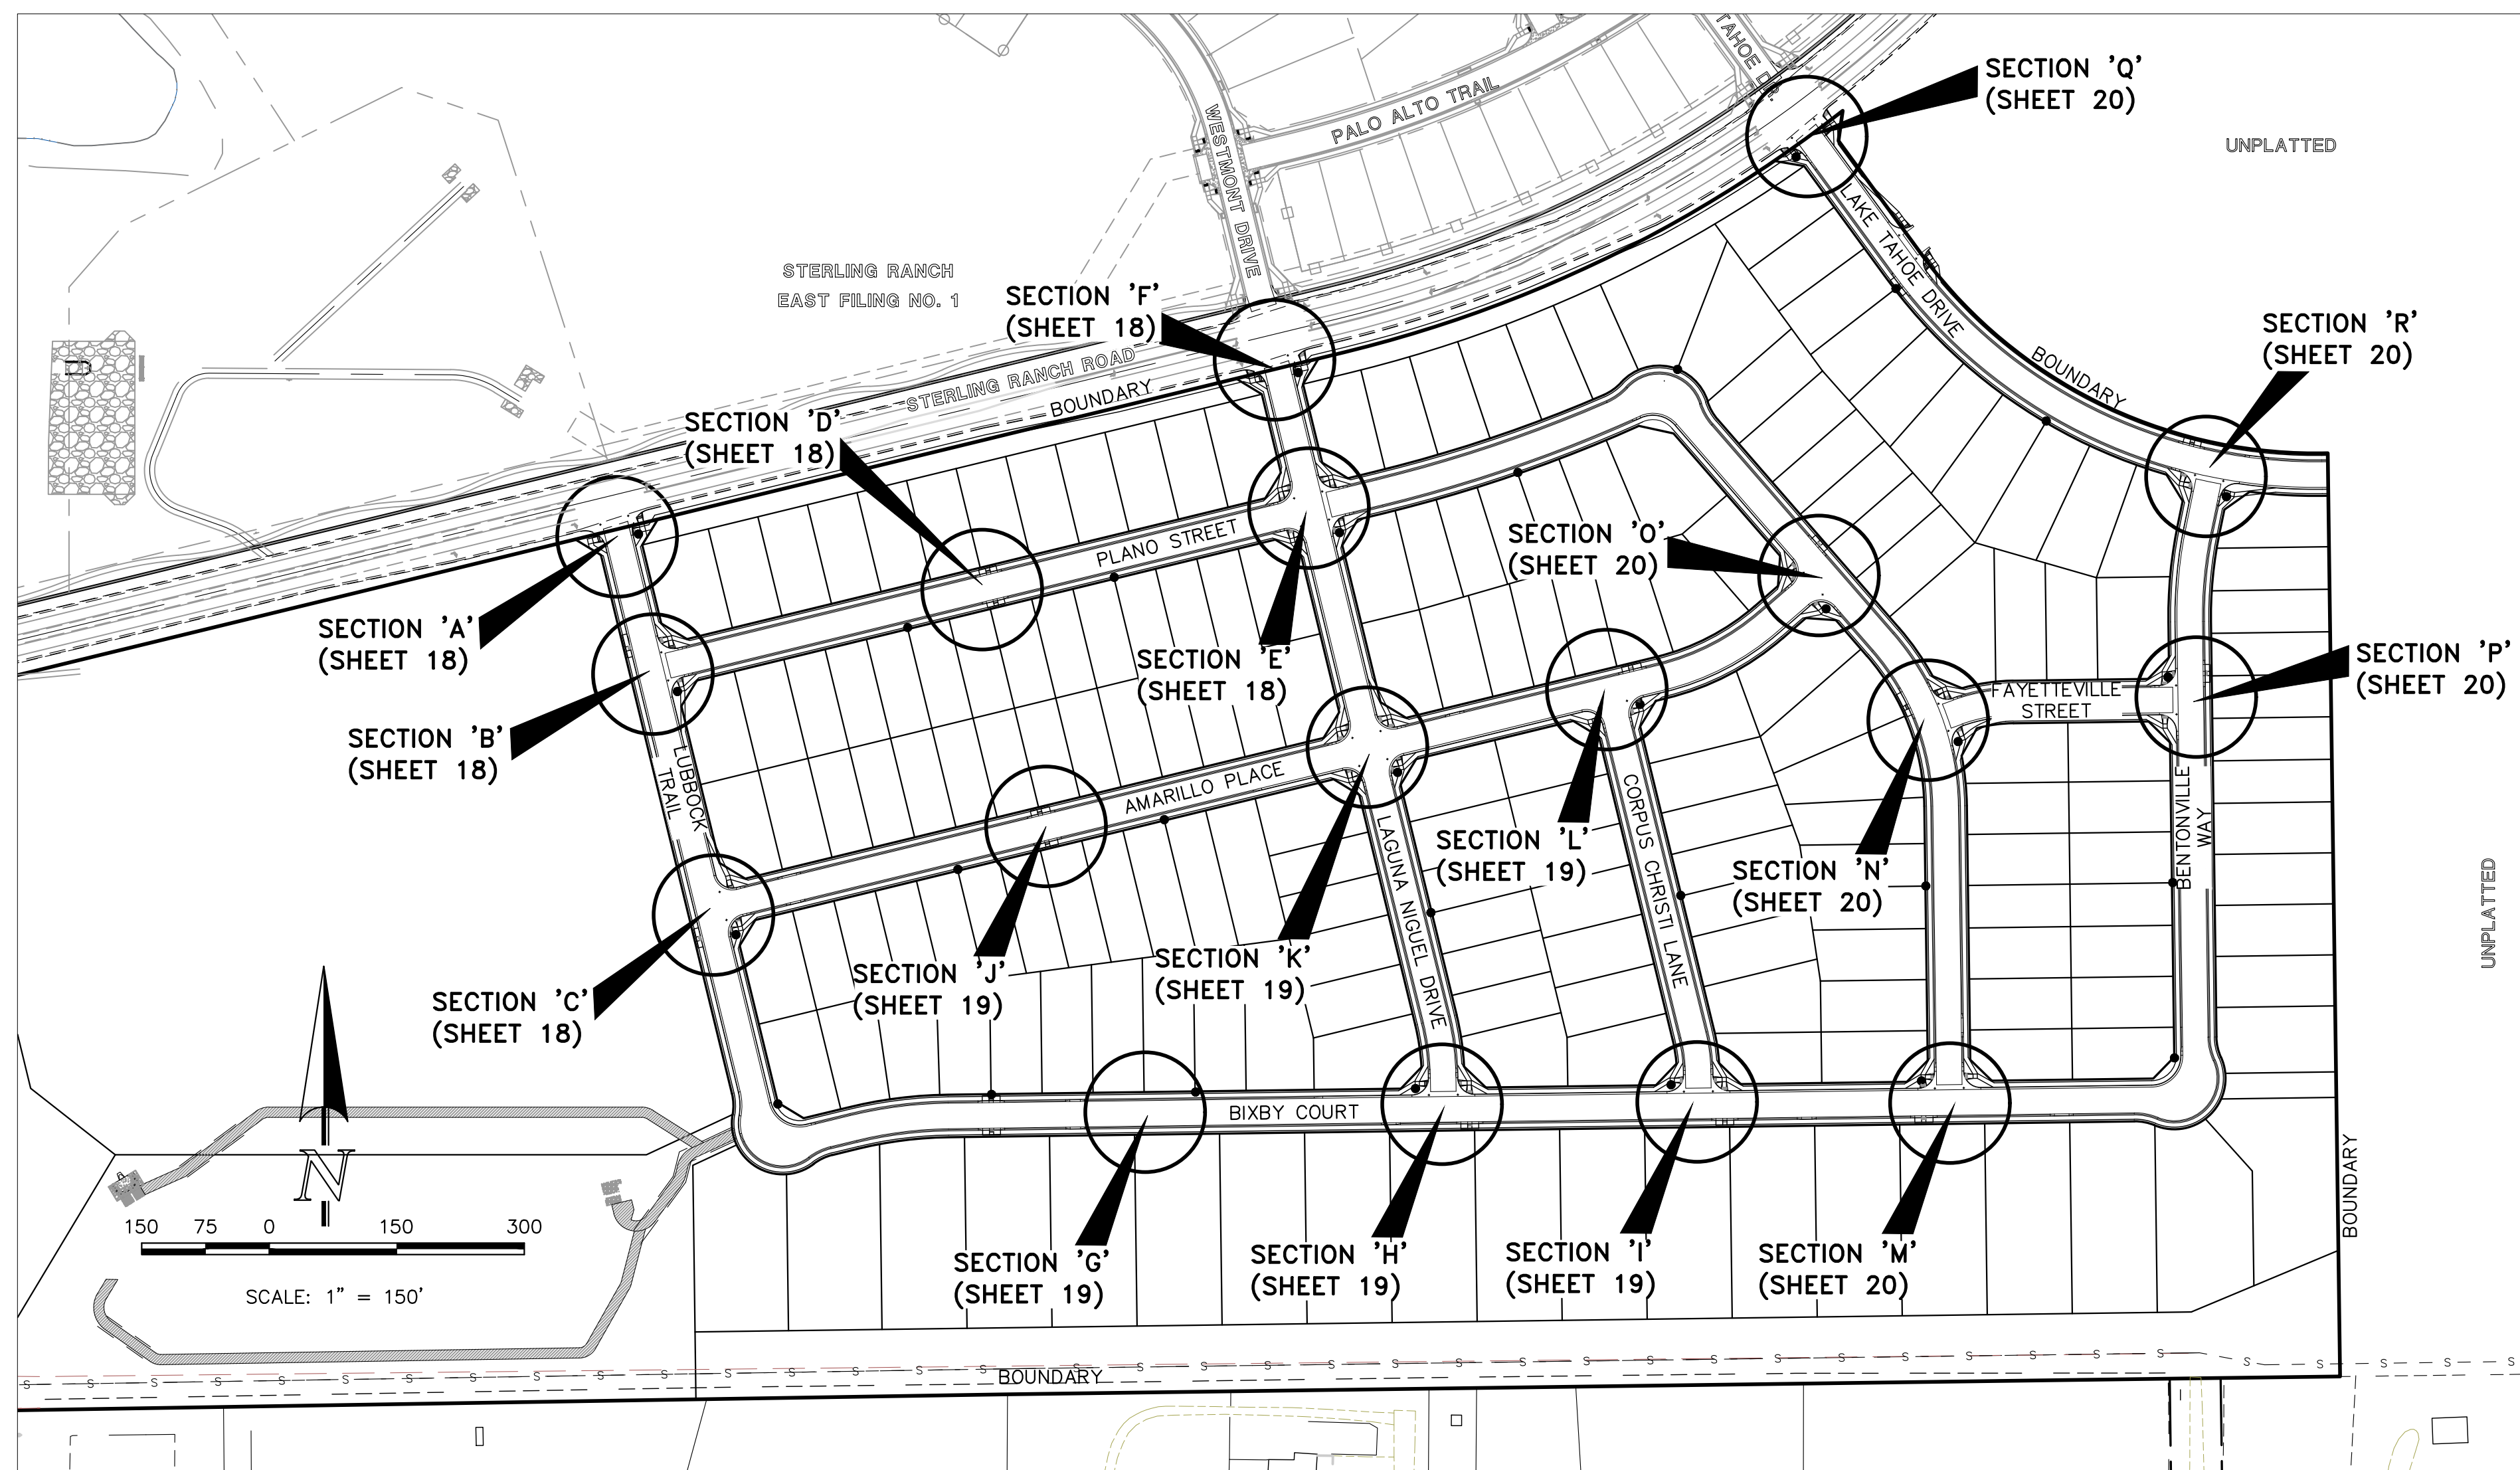 TAHOE DR
SECTION 'Q'
(SHEET 20)
PALO ALTO TRAIL
WESTMONT DRIVE
UNPLATTED
LAKE TAHOE DRIVE
STERLING RANCH
EAST FILING NO. 1
SECTION 'F'
(SHEET 18)
SECTION 'R'
(SHEET 20)
BOUNDARY
STERLING RANCH ROAD
BOUNDARY
SECTION 'D'
(SHEET 18)
PLANO STREET
SECTION 'O'
(SHEET 20)
SECTION 'A'
(SHEET 18)
SECTION 'E'
(SHEET 18)
SECTION 'P'
(SHEET 20)
FAYETTEVILLE
STREET
SECTION 'B'
(SHEET 18)
LUBBOCK
TRAIL
AMARILLO PLACE
CORPUS CHRISTI LANE
BENTONVILLE
WAY
LAGUNA NIGUEL DRIVE
SECTION 'L'
(SHEET 19)
SECTION 'N'
(SHEET 20)
UNPLATTED
SECTION 'J'
(SHEET 19)
SECTION 'K'
(SHEET 19)
SECTION 'C'
(SHEET 18)
BIXBY COURT
N
BOUNDARY
150 75 0 150 300
SCALE: 1" = 150'
SECTION 'G'
(SHEET 19)
SECTION 'H'
(SHEET 19)
SECTION 'I'
(SHEET 19)
SECTION 'M'
(SHEET 20)
S S S S S S S S S S S S S S S S S S S S S S S S S S S S S S S S S S S S S S S
BOUNDARY